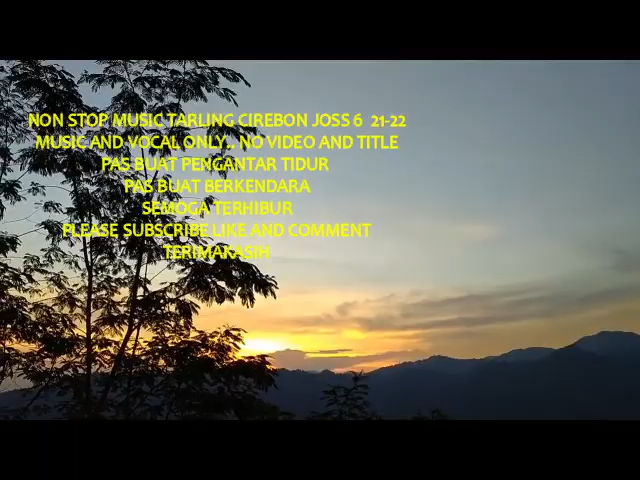 NON STOP MUSIC TARLING CIREBON JOSS 6 21-22
MUSIC AND VOCAL ONLY.. NO VIDEO AND TITLE
PAS BUAT PENGANTAR TIDUR
PAS BUAT BERKENDARA
SEMOGA TERHIBUR
PLEASE SUBSCRIBE LIKE AND COMMENT
TERIMAKASIH